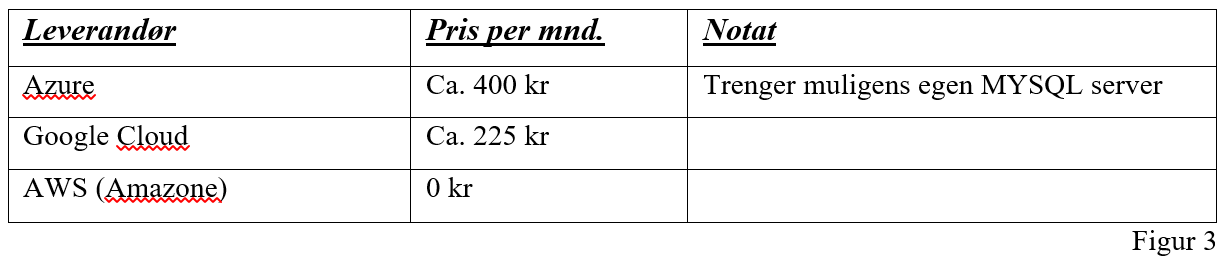 Leverandør Pris per mnd. Notat
Azure Ca. 400 kr Trenger muligens egen MYSQL server
Google Cloud Ca. 225 kr
AWS (Amazone) 0 kr
Figur 3